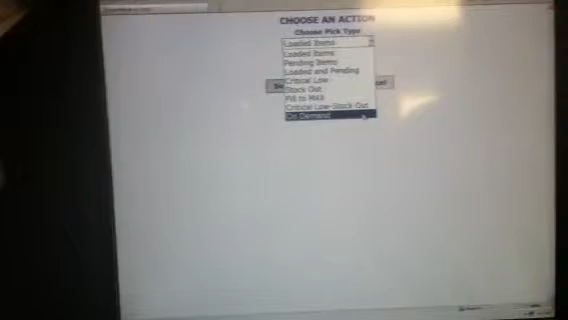 CHOOSE AN ACTION
Choose Pick Type
Loaded Items
Loaded Items
Pending Items
Loaded and Pending
Critical Low
Stock Out
Fill to MAX
Critical Low-Stock Out
On Demand